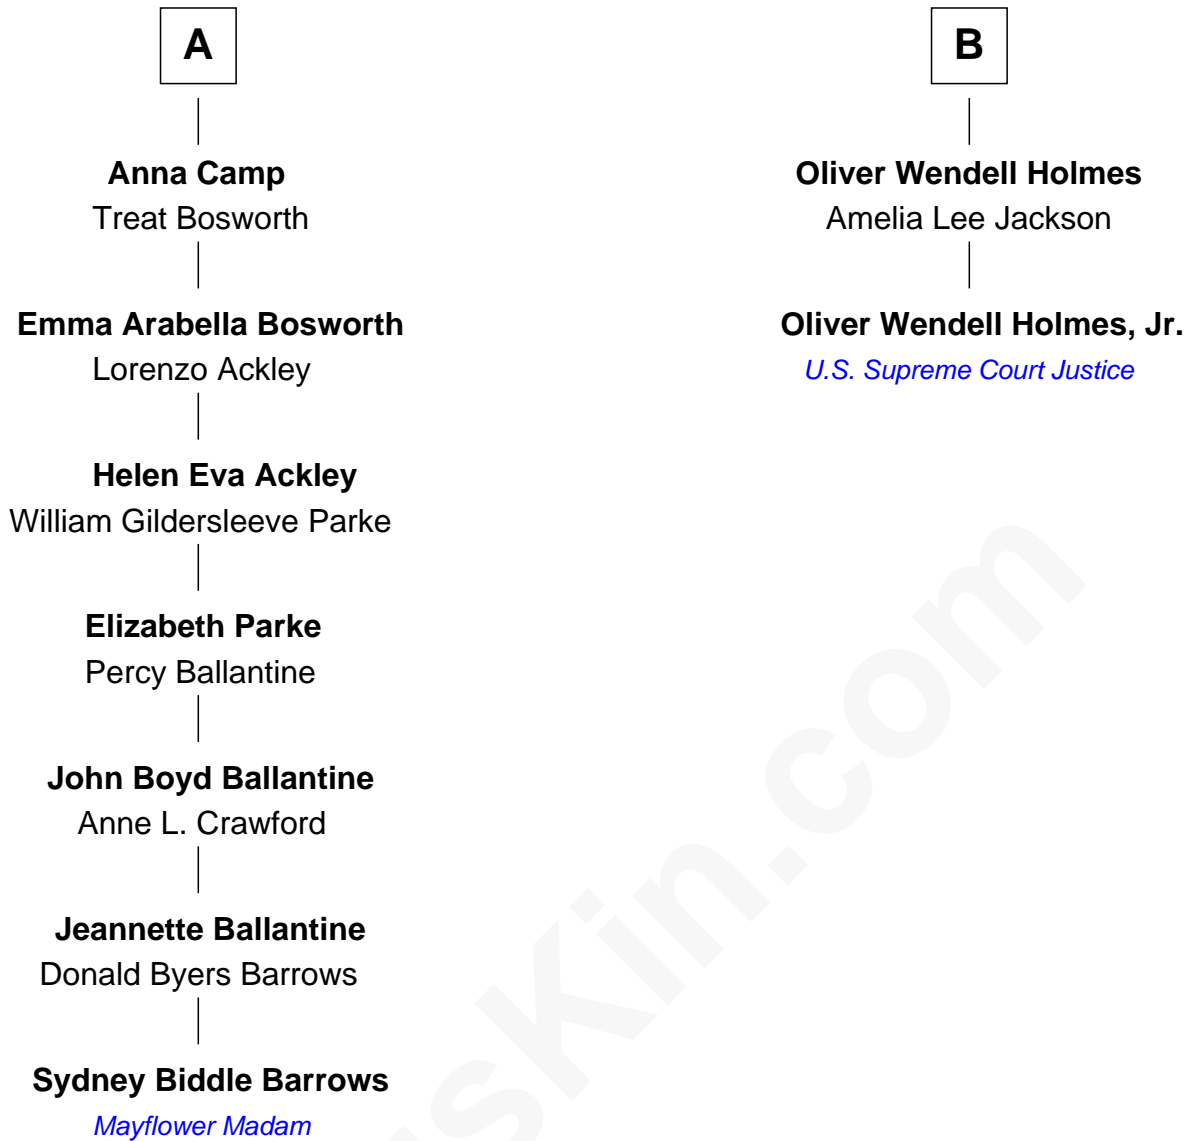 A
B
Anna Camp
Treat Bosworth
Oliver Wendell Holmes
Amelia Lee Jackson
Emma Arabella Bosworth
Lorenzo Ackley
Oliver Wendell Holmes, Jr.
U.S. Supreme Court Justice
Helen Eva Ackley
William Gildersleeve Parke
Elizabeth Parke
Percy Ballantine
John Boyd Ballantine
Anne L. Crawford
Jeannette Ballantine
Donald Byers Barrows
Sydney Biddle Barrows
Mayflower Madam